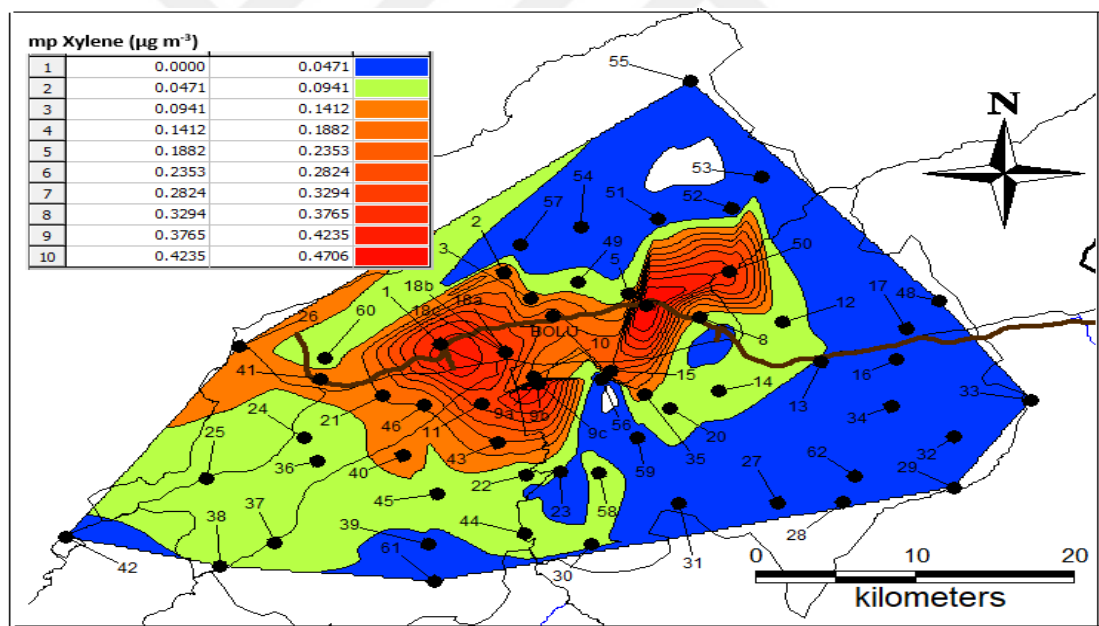 mp Xylene (µg m⁻³)
1 0.0000 0.0471
2 0.0471 0.0941
3 0.0941 0.1412
4 0.1412 0.1882
5 0.1882 0.2353
6 0.2353 0.2824
7 0.2824 0.3294
8 0.3294 0.3765
9 0.3765 0.4235
10 0.4235 0.4706
N
55
53
54
51
52
57
2
49
50
3
5
18b
18a
1
18c
12
17
48
26
60
BOLU
8
10
41
15
14
16
13
33
24
21
9a
9b
34
25
46
11
9c
56
20
36
43
35
32
40
59
22
27
62
29
37
45
23
58
38
39
44
28
61
42
30
31
0 10 20
kilometers